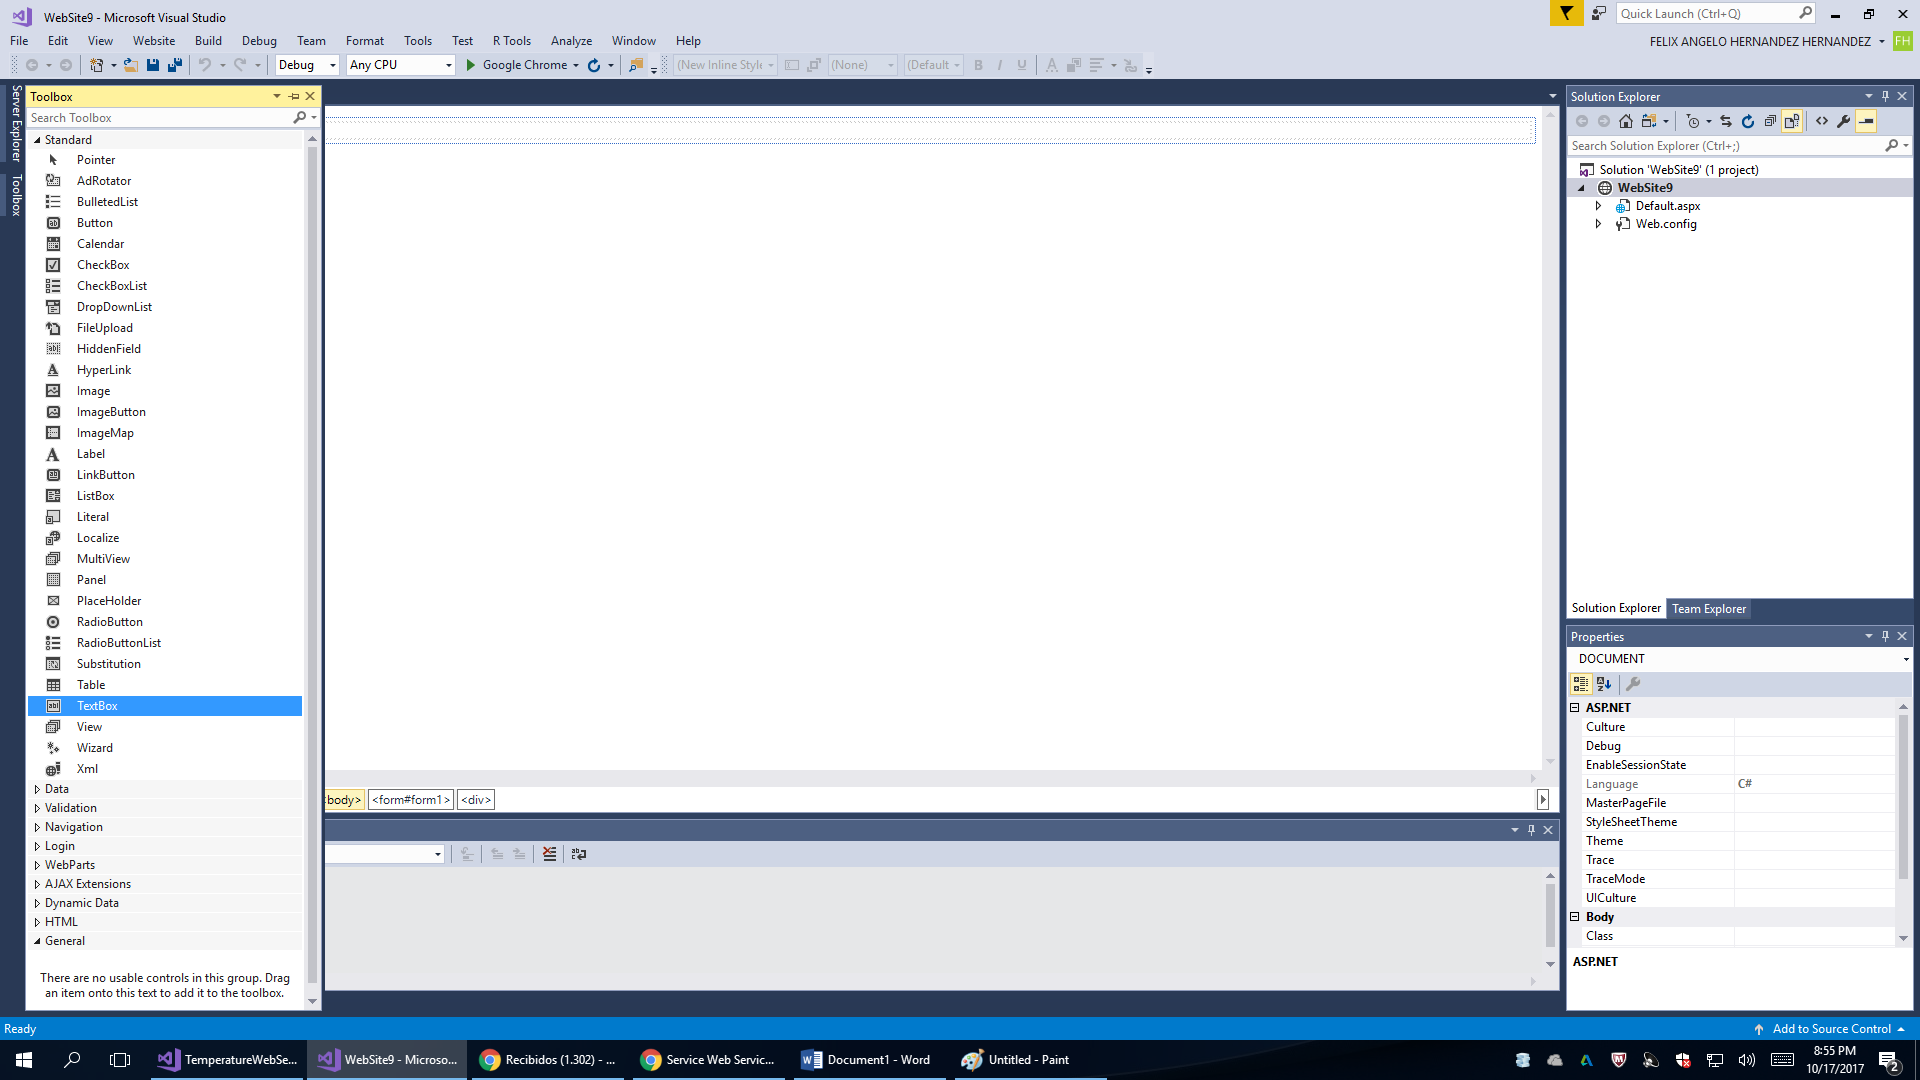 WebSite9 - Microsoft Visual Studio
Quick Launch (Ctrl+Q)
File Edit View Website Build Debug Team Format Tools Test R Tools Analyze Window Help
FELIX ANGELO HERNANDEZ HERNANDEZ FH
Debug Any CPU Google Chrome (New Inline Style (None) (Default B I U
Server Explorer
Toolbox
Toolbox
Search Toolbox
Standard
Pointer
AdRotator
BulletedList
Button
Calendar
CheckBox
CheckBoxList
DropDownList
FileUpload
HiddenField
HyperLink
Image
ImageButton
ImageMap
Label
LinkButton
ListBox
Literal
Localize
MultiView
Panel
PlaceHolder
RadioButton
RadioButtonList
Substitution
Table
TextBox
View
Wizard
Xml
Data
Validation
Navigation
Login
WebParts
AJAX Extensions
Dynamic Data
HTML
General
There are no usable controls in this group. Drag
an item onto this text to add it to the toolbox.
<body> <form#form1> <div>
Solution Explorer
Search Solution Explorer (Ctrl+;)
Solution 'WebSite9' (1 project)
WebSite9
Default.aspx
Web.config
Solution Explorer Team Explorer
Properties
DOCUMENT
ASP.NET
Culture
Debug
EnableSessionState
Language C#
MasterPageFile
StyleSheetTheme
Theme
Trace
TraceMode
UICulture
Body
Class
ASP.NET
Ready
Add to Source Control
TemperatureWebSe... WebSite9 - Microso... Recibidos (1.302) - ... Service Web Servic... Document1 - Word Untitled - Paint
8:55 PM
10/17/2017
2